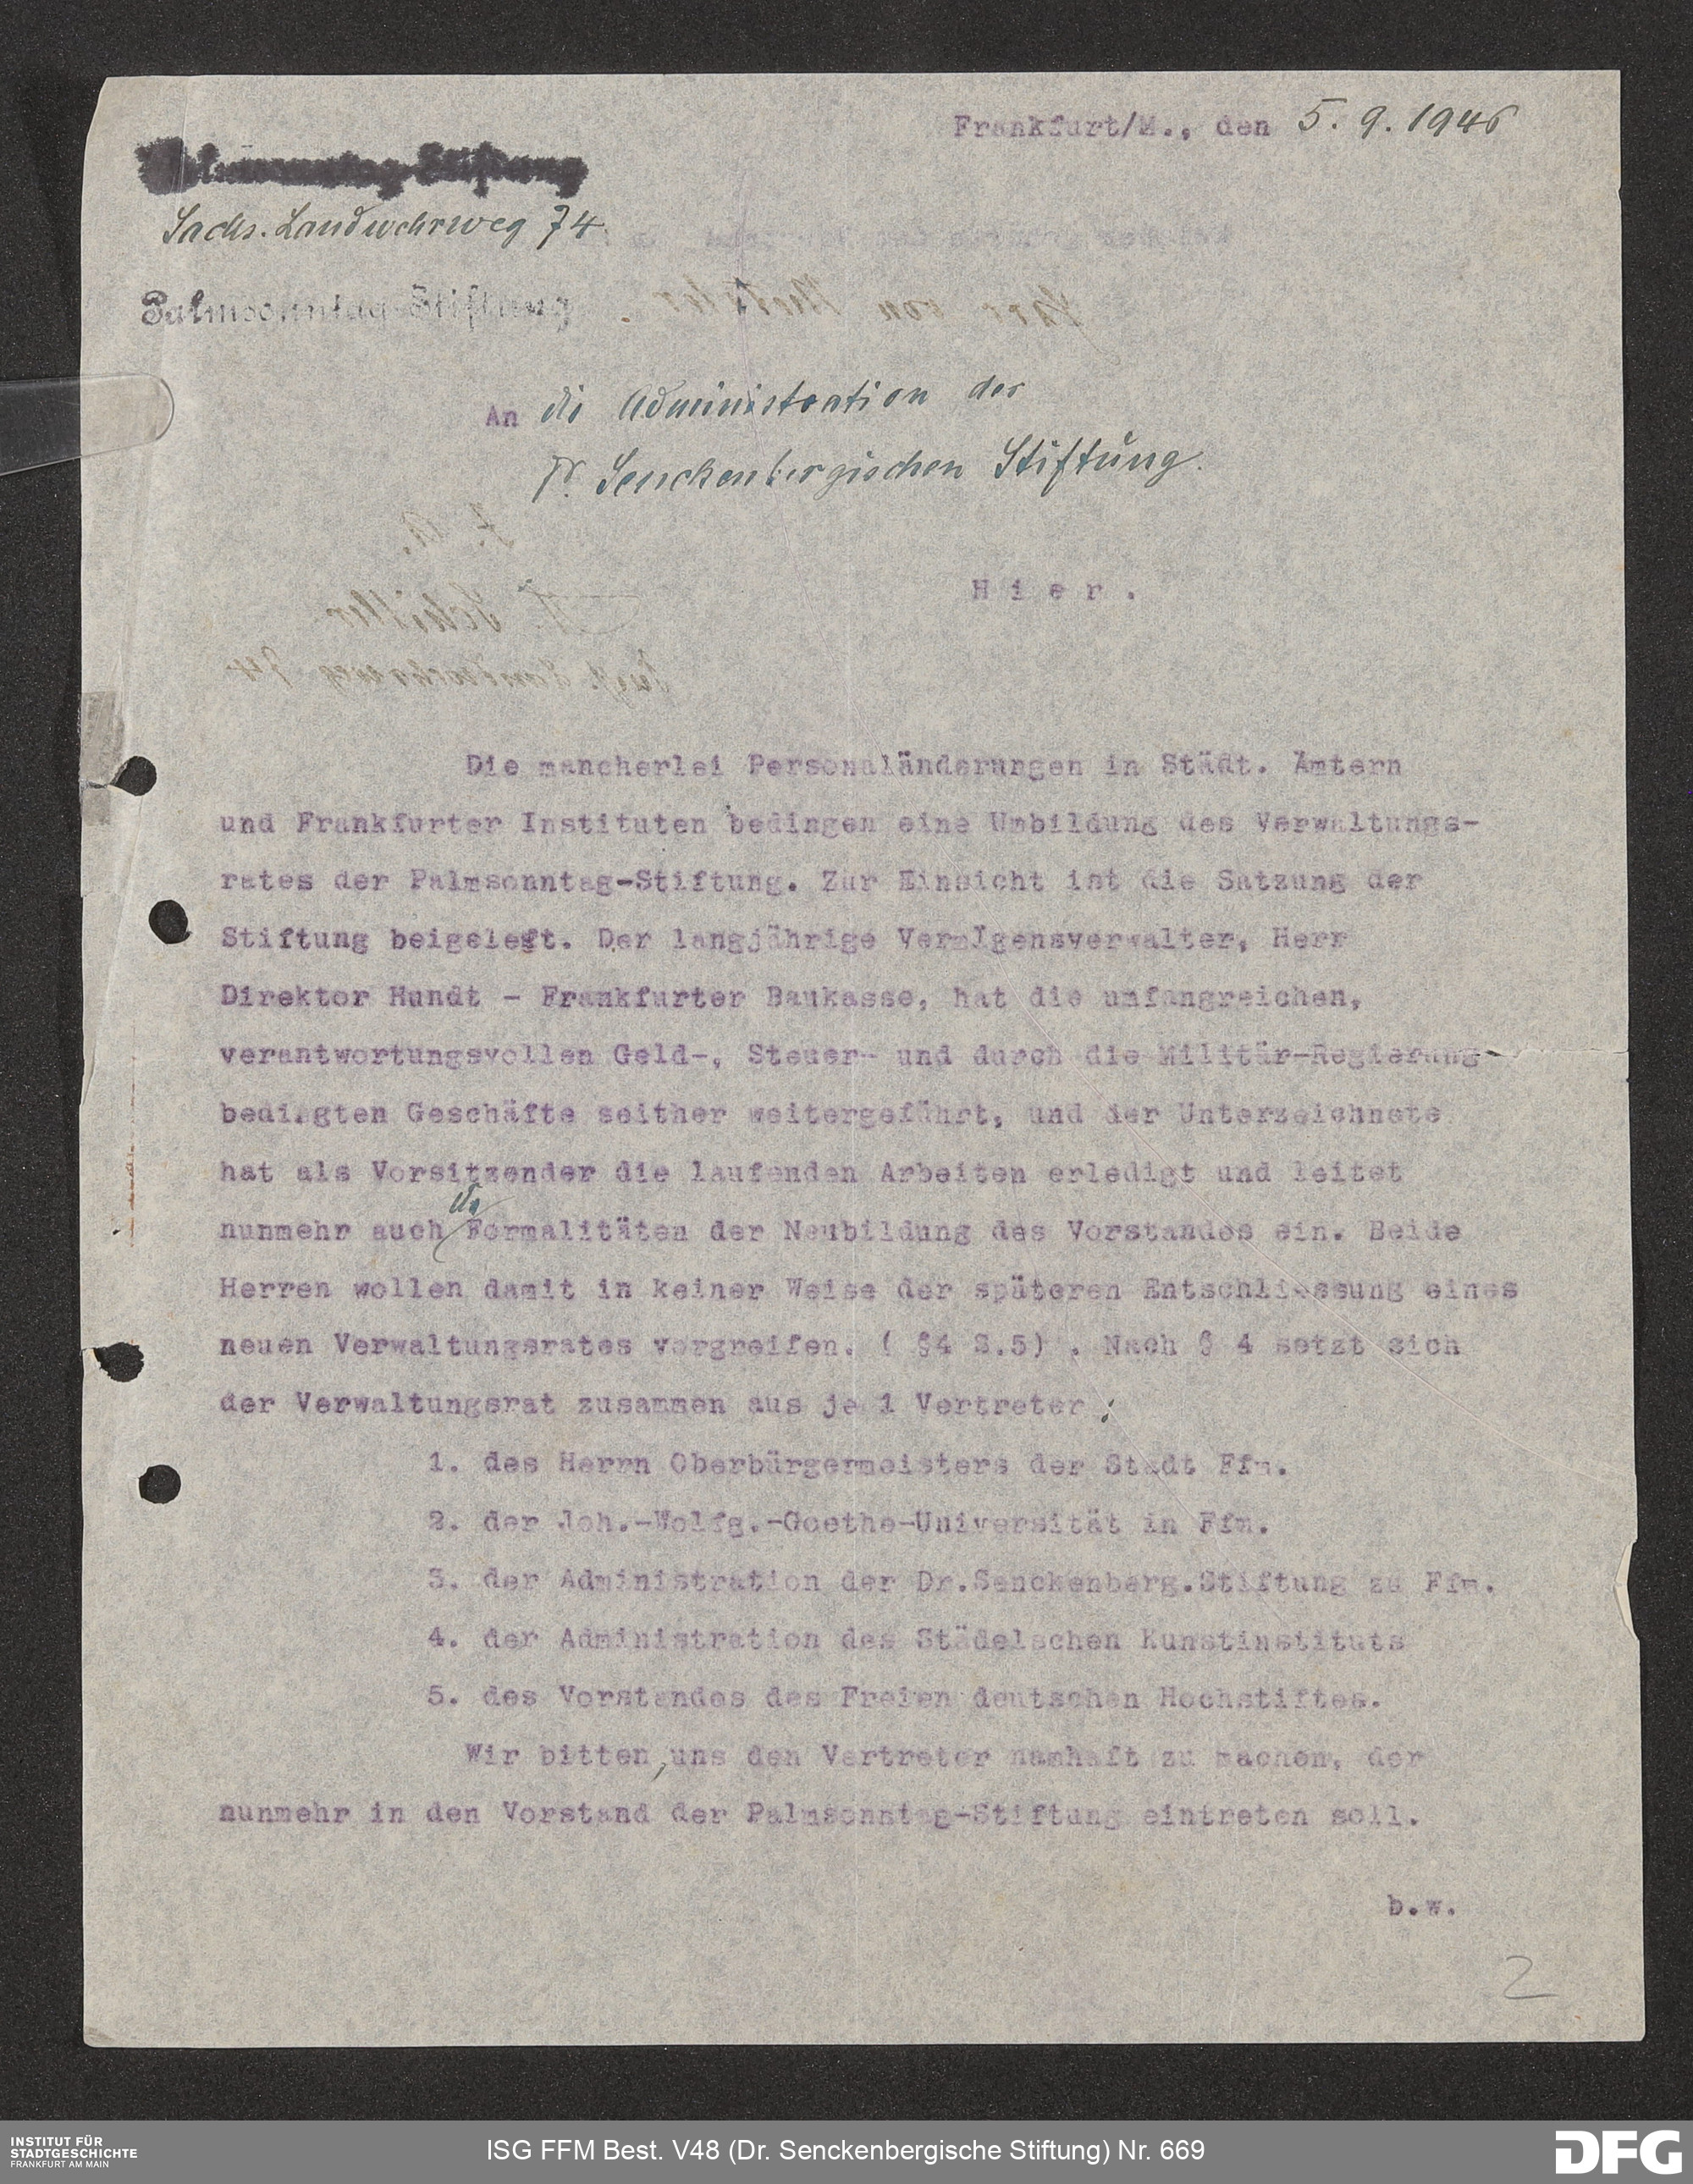 Frankfurt/M., den 5. 9. 1946
Palmsonntag-Stiftung
Sachs. Landwehrweg 74
Palmsonntag-Stiftung
An die Administration der
Dr. Senckenbergischen Stiftung.
H i e r .
Die mancherlei Personaländerungen in Städt. Ämtern
und Frankfurter Instituten bedingen eine Umbildung des Verwaltungs-
rates der Palmsonntag-Stiftung. Zur Einsicht ist die Satzung der
Stiftung beigelegt. Der langjährige Vermögensverwalter, Herr
Direktor Hundt - Frankfurter Baukasse, hat die umfangreichen,
verantwortungsvollen Geld-, Steuer- und durch die Militär-Regierung
bedingten Geschäfte seither weitergeführt, und der Unterzeichnete
hat als Vorsitzender die laufenden Arbeiten erledigt und leitet
nunmehr auch die Formalitäten der Neubildung des Vorstandes ein. Beide
Herren wollen damit in keiner Weise der späteren Entschliessung eines
neuen Verwaltungsrates vorgreifen. ( §4 Z.5) . Nach § 4 setzt sich
der Verwaltungsrat zusammen aus je 1 Vertreter :
1. des Herrn Oberbürgermeisters der Stadt Ffm.
2. der Joh.-Wolfg.-Goethe-Universität in Ffm.
3. der Administration der Dr.Senckenberg.Stiftung zu Ffm.
4. der Administration des Städelschen Kunstinstituts
5. des Vorstandes des Freien deutschen Hochstiftes.
Wir bitten, uns den Vertreter namhaft zu machen, der
nunmehr in den Vorstand der Palmsonntag-Stiftung eintreten soll.
b.w.
2
INSTITUT FÜR
STADTGESCHICHTE
FRANKFURT AM MAIN
ISG FFM Best. V48 (Dr. Senckenbergische Stiftung) Nr. 669
DFG